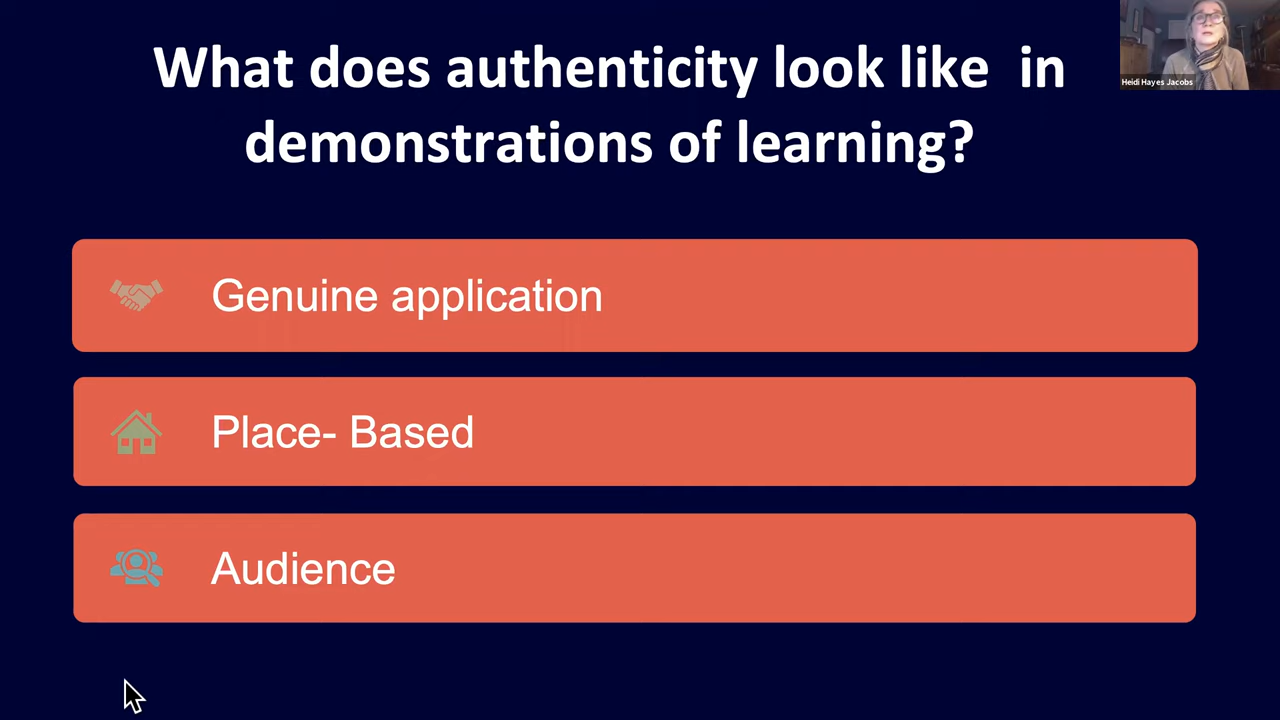 What does authenticity look like  in
demonstrations of learning?
Heidi Hayes Jacobs
Genuine application
Place- Based
Audience